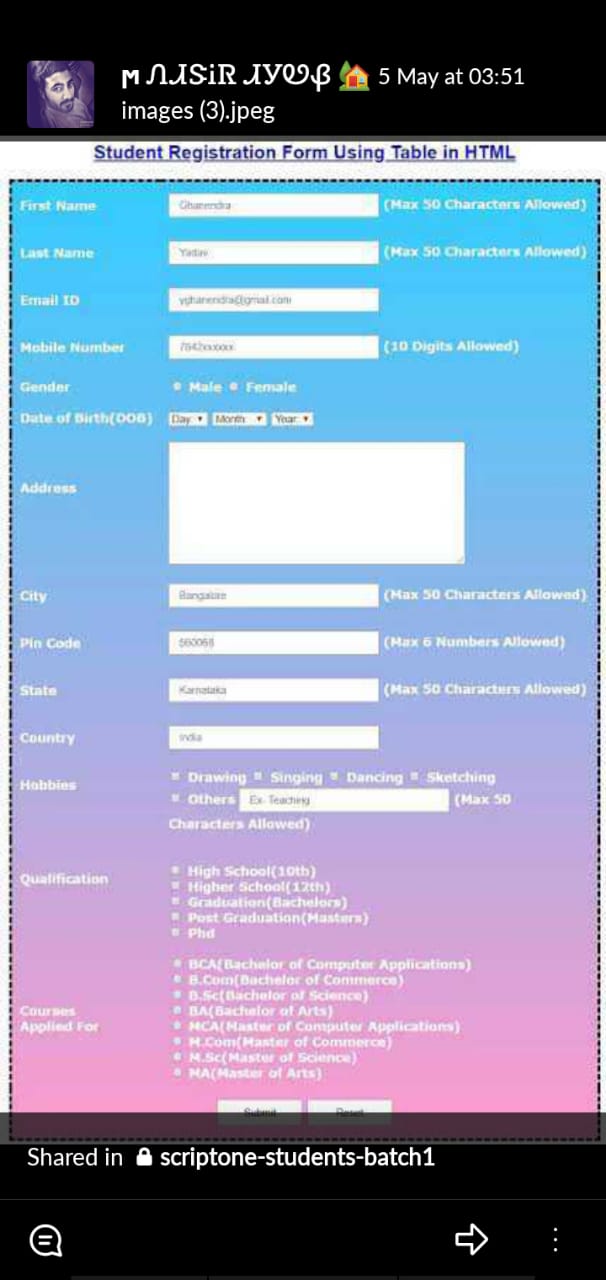 ϻ ႶᏗᎦiᏒ ᏗᎩᏬᏰ 🏡 5 May at 03:51
images (3).jpeg
Student Registration Form Using Table in HTML
First Name Ghanendra (Max 50 Characters Allowed)
Last Name Yadav (Max 50 Characters Allowed)
Email ID yghanendra@gmail.com
Mobile Number 7842xxxxxx (10 Digits Allowed)
Gender Male Female
Date of Birth(DOB) Day Month Year
Address
City Bangalore (Max 50 Characters Allowed)
Pin Code 560068 (Max 6 Numbers Allowed)
State Karnataka (Max 50 Characters Allowed)
Country India
Hobbies Drawing Singing Dancing Sketching
Others Ex. Teaching (Max 50
Characters Allowed)
Qualification
High School(10th)
Higher School(12th)
Graduation(Bachelors)
Post Graduation(Masters)
Phd
Courses
Applied For
BCA(Bachelor of Computer Applications)
B.Com(Bachelor of Commerce)
B.Sc(Bachelor of Science)
BA(Bachelor of Arts)
MCA(Master of Computer Applications)
M.Com(Master of Commerce)
M.Sc(Master of Science)
MA(Master of Arts)
Submit Reset
Shared in scriptone-students-batch1